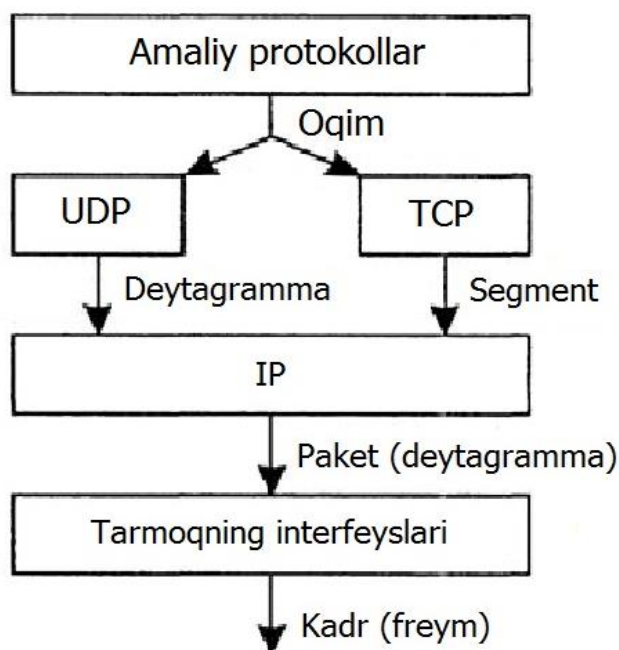 Amaliy protokollar
Oqim
UDP
TCP
Deytagramma
Segment
IP
Paket (deytagramma)
Tarmoqning interfeyslari
Kadr (freym)